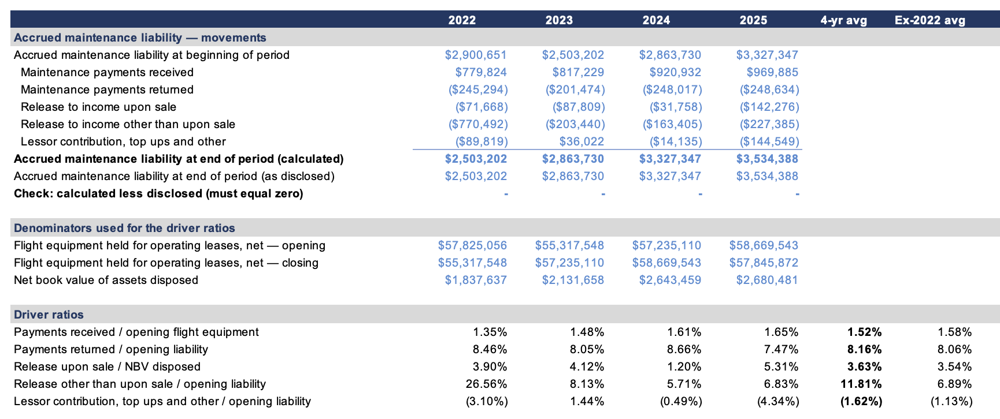 2022 2023 2024 2025 4-yr avg Ex-2022 avg
Accrued maintenance liability — movements
Accrued maintenance liability at beginning of period $2,900,651 $2,503,202 $2,863,730 $3,327,347
Maintenance payments received $779,824 $817,229 $920,932 $969,885
Maintenance payments returned ($245,294) ($201,474) ($248,017) ($248,634)
Release to income upon sale ($71,668) ($87,809) ($31,758) ($142,276)
Release to income other than upon sale ($770,492) ($203,440) ($163,405) ($227,385)
Lessor contribution, top ups and other ($89,819) $36,022 ($14,135) ($144,549)
Accrued maintenance liability at end of period (calculated) $2,503,202 $2,863,730 $3,327,347 $3,534,388
Accrued maintenance liability at end of period (as disclosed) $2,503,202 $2,863,730 $3,327,347 $3,534,388
Check: calculated less disclosed (must equal zero) - - - -
Denominators used for the driver ratios
Flight equipment held for operating leases, net — opening $57,825,056 $55,317,548 $57,235,110 $58,669,543
Flight equipment held for operating leases, net — closing $55,317,548 $57,235,110 $58,669,543 $57,845,872
Net book value of assets disposed $1,837,637 $2,131,658 $2,643,459 $2,680,481
Driver ratios
Payments received / opening flight equipment 1.35% 1.48% 1.61% 1.65% 1.52% 1.58%
Payments returned / opening liability 8.46% 8.05% 8.66% 7.47% 8.16% 8.06%
Release upon sale / NBV disposed 3.90% 4.12% 1.20% 5.31% 3.63% 3.54%
Release other than upon sale / opening liability 26.56% 8.13% 5.71% 6.83% 11.81% 6.89%
Lessor contribution, top ups and other / opening liability (3.10%) 1.44% (0.49%) (4.34%) (1.62%) (1.13%)